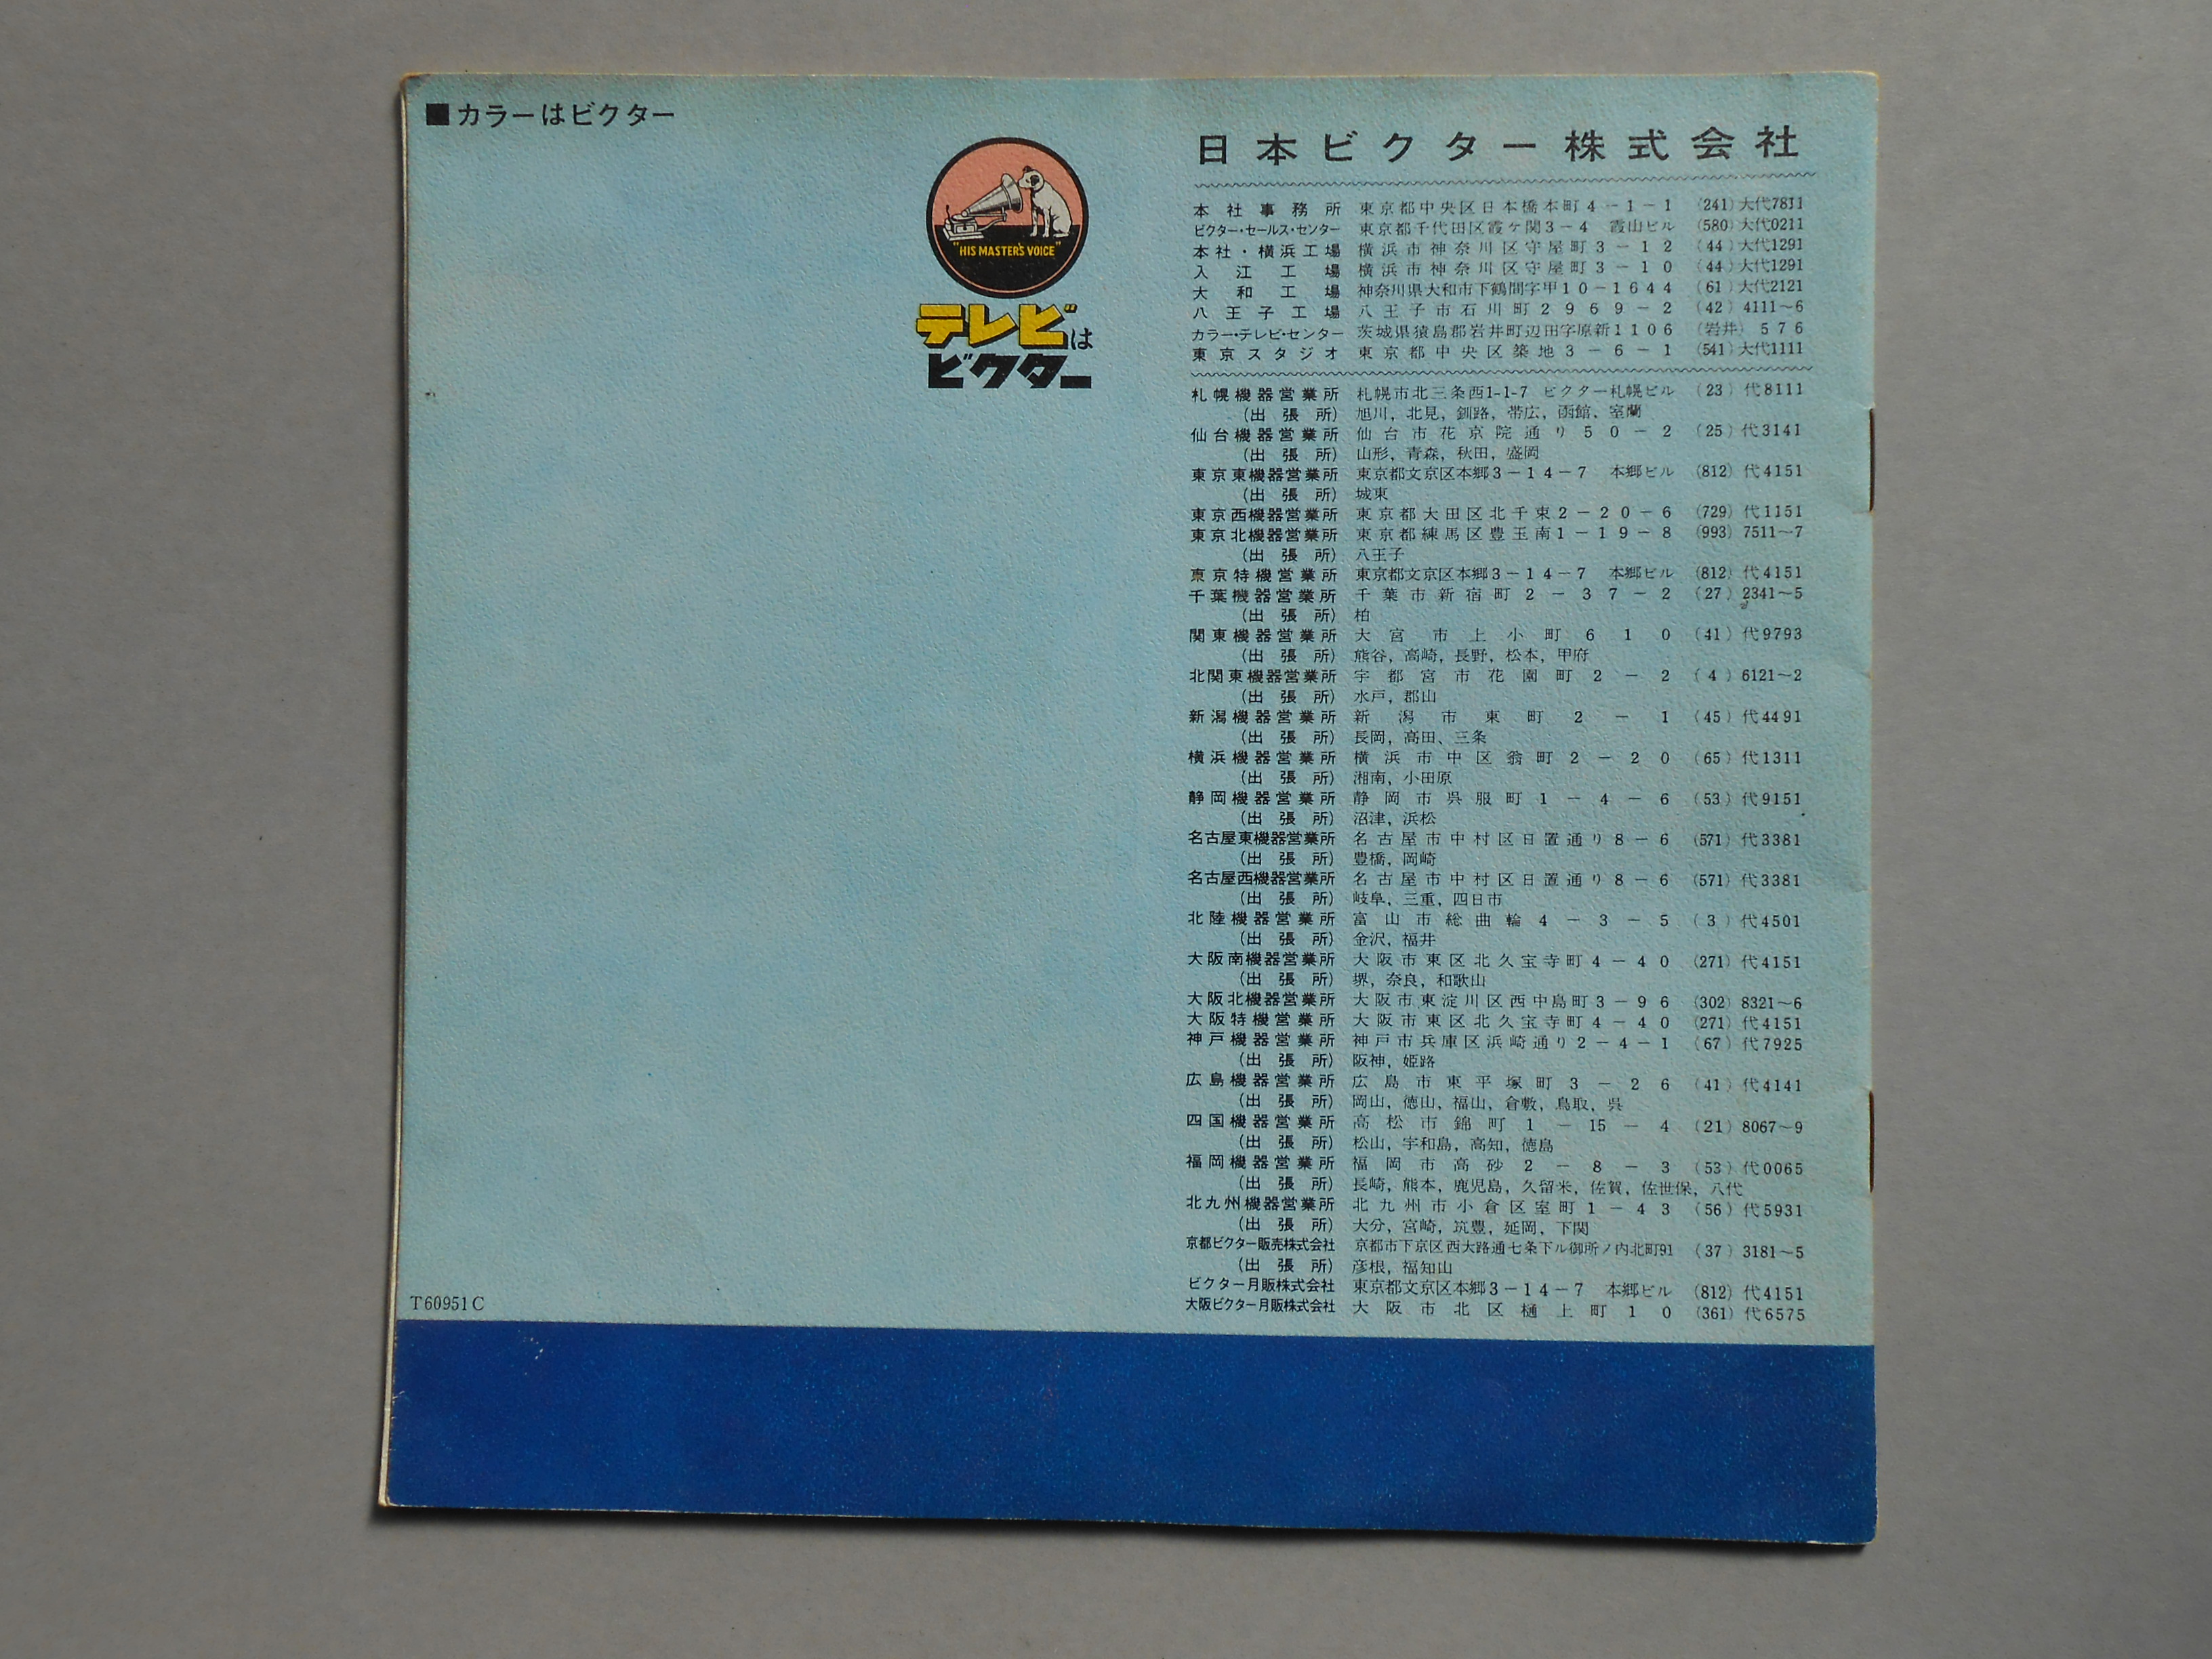 ■カラーはビクター
"HIS MASTER'S VOICE"
テレビは
ビクター
日本ビクター株式会社
本社事務所 東京都中央区日本橋本町4-1-1 (241)大代7811
ビクター・セールス・センター 東京都千代田区霞ケ関3-4 霞山ビル (580)大代0211
本社・横浜工場 横浜市神奈川区守屋町3-12 (44)大代1291
入江工場 横浜市神奈川区守屋町3-10 (44)大代1291
大和工場 神奈川県大和市下鶴間字甲10-1644 (61)大代2121
八王子工場 八王子市石川町2969-2 (42)4111~6
カラー・テレビ・センター 茨城県猿島郡岩井町辺田字原新1106 (岩井) 576
東京スタジオ 東京都中央区築地3-6-1 (541)大代1111
札幌機器営業所 札幌市北三条西1-1-7 ビクター札幌ビル (23)代8111
(出張所) 旭川, 北見, 釧路, 帯広, 函館, 室蘭
仙台機器営業所 仙台市花京院通り50-2 (25)代3141
(出張所) 山形, 青森, 秋田, 盛岡
東京東機器営業所 東京都文京区本郷3-14-7 本郷ビル (812)代4151
(出張所) 城東
東京西機器営業所 東京都大田区北千束2-20-6 (729)代1151
東京北機器営業所 東京都練馬区豊玉南1-19-8 (993)7511~7
(出張所) 八王子
東京特機営業所 東京都文京区本郷3-14-7 本郷ビル (812)代4151
千葉機器営業所 千葉市新宿町2-37-2 (27)2341~5
(出張所) 柏
関東機器営業所 大宮市上小町610 (41)代9793
(出張所) 熊谷, 高崎, 長野, 松本, 甲府
北関東機器営業所 宇都宮市花園町2-2 (4)6121~2
(出張所) 水戸, 郡山
新潟機器営業所 新潟市東町2-1 (45)代4491
(出張所) 長岡, 高田、三条
横浜機器営業所 横浜市中区翁町2-20 (65)代1311
(出張所) 湘南, 小田原
静岡機器営業所 静岡市呉服町1-4-6 (53)代9151
(出張所) 沼津, 浜松
名古屋東機器営業所 名古屋市中村区日置通り8-6 (571)代3381
(出張所) 豊橋, 岡崎
名古屋西機器営業所 名古屋市中村区日置通り8-6 (571)代3381
(出張所) 岐阜, 三重, 四日市
北陸機器営業所 富山市総曲輪4-3-5 (3)代4501
(出張所) 金沢, 福井
大阪南機器営業所 大阪市東区北久宝寺町4-40 (271)代4151
(出張所) 堺, 奈良, 和歌山
大阪北機器営業所 大阪市東淀川区西中島町3-96 (302)8321~6
大阪特機営業所 大阪市東区北久宝寺町4-40 (271)代4151
神戸機器営業所 神戸市兵庫区浜崎通り2-4-1 (67)代7925
(出張所) 阪神, 姫路
広島機器営業所 広島市東平塚町3-26 (41)代4141
(出張所) 岡山, 徳山, 福山, 倉敷, 鳥取, 呉
四国機器営業所 高松市錦町1-15-4 (21)8067~9
(出張所) 松山, 宇和島, 高知, 徳島
福岡機器営業所 福岡市高砂2-8-3 (53)代0065
(出張所) 長崎, 熊本, 鹿児島, 久留米, 佐賀, 佐世保, 八代
北九州機器営業所 北九州市小倉区室町1-43 (56)代5931
(出張所) 大分, 宮崎, 筑豊, 延岡, 下関
京都ビクター販売株式会社 京都市下京区西大路通七条下ル御所ノ内北町91 (37)3181~5
(出張所) 彦根, 福知山
ビクター月販株式会社 東京都文京区本郷3-14-7 本郷ビル (812)代4151
大阪ビクター月販株式会社 大阪市北区樋上町10 (361)代6575
T60951C